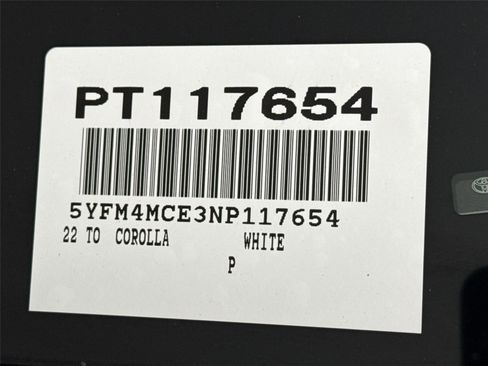 PT117654
5YFM4MCE3NP117654
22 TO COROLLA WHITE
P